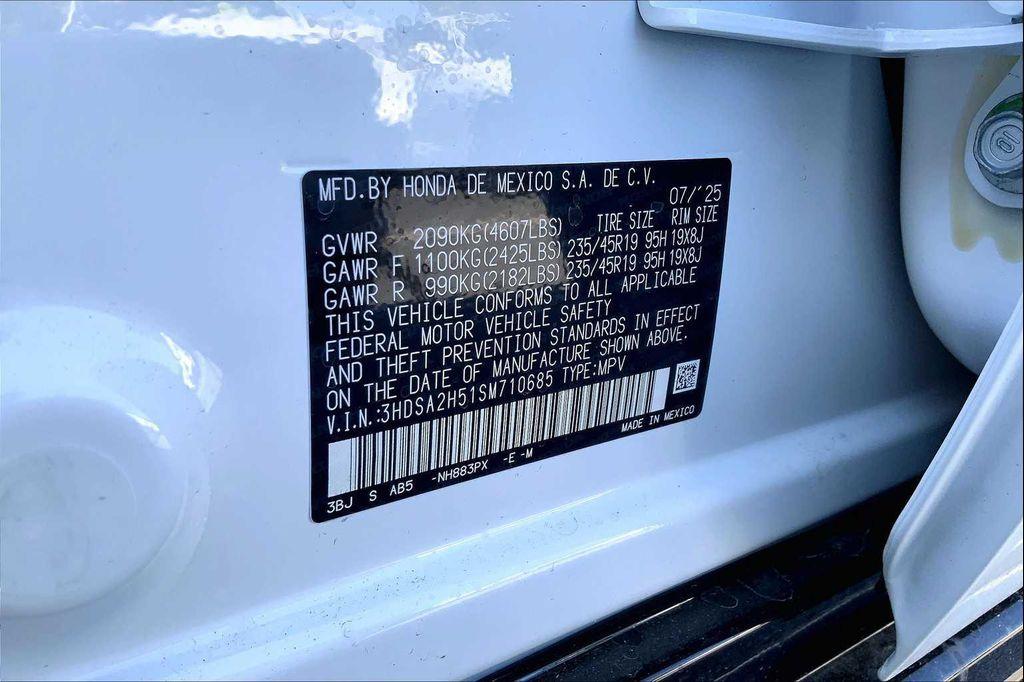 MFD.BY HONDA DE MEXICO S.A. DE C.V.
07/'25
TIRE SIZE RIM SIZE
GVWR 2090KG(4607LBS)
GAWR F 1100KG(2425LBS) 235/45R19 95H 19X8J
GAWR R 990KG(2182LBS) 235/45R19 95H 19X8J
THIS VEHICLE CONFORMS TO ALL APPLICABLE
FEDERAL MOTOR VEHICLE SAFETY
AND THEFT PREVENTION STANDARDS IN EFFECT
ON THE DATE OF MANUFACTURE SHOWN ABOVE.
V.I.N.:3HDSA2H51SM710685 TYPE:MPV
3BJ S AB5 -NH883PX -E -M
MADE IN MEXICO
10